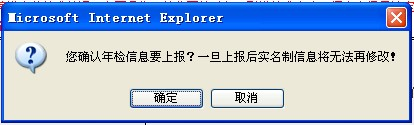 Microsoft Internet Explorer
您确认年检信息要上报？一旦上报后实名制信息将无法再修改！
确定
取消